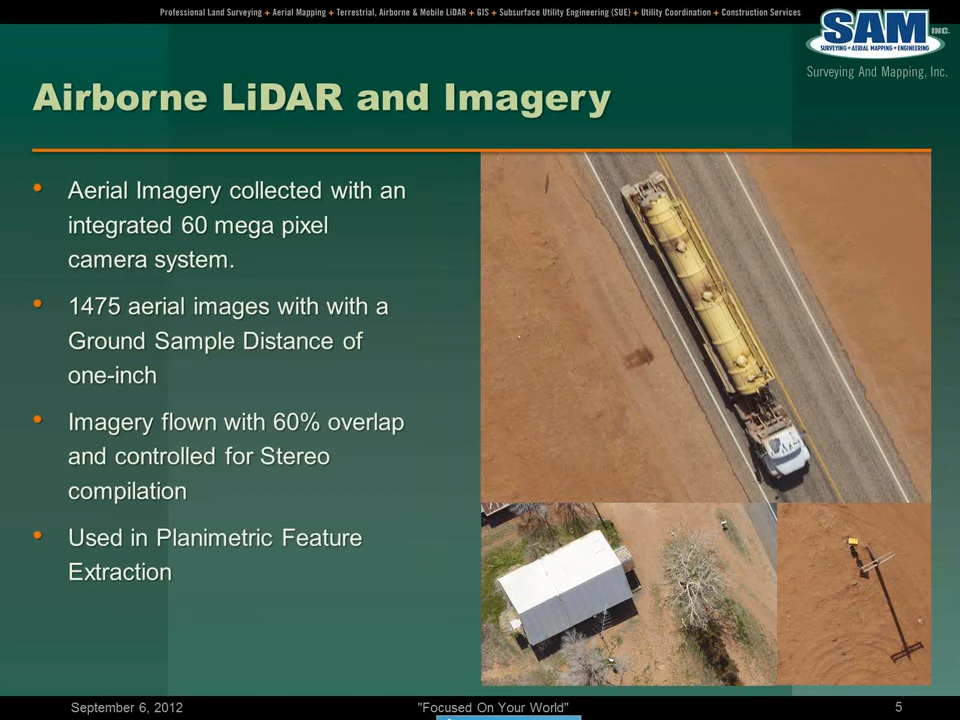 Professional Land Surveying + Aerial Mapping + Terrestrial, Airborne & Mobile LiDAR + GIS + Subsurface Utility Engineering (SUE) + Utility Coordination + Construction Services
SAM INC.
SURVEYING + AERIAL MAPPING + ENGINEERING
Surveying And Mapping, Inc.
Airborne LiDAR and Imagery
• Aerial Imagery collected with an
integrated 60 mega pixel
camera system.
• 1475 aerial images with with a
Ground Sample Distance of
one-inch
• Imagery flown with 60% overlap
and controlled for Stereo
compilation
• Used in Planimetric Feature
Extraction
September 6, 2012
"Focused On Your World"
5